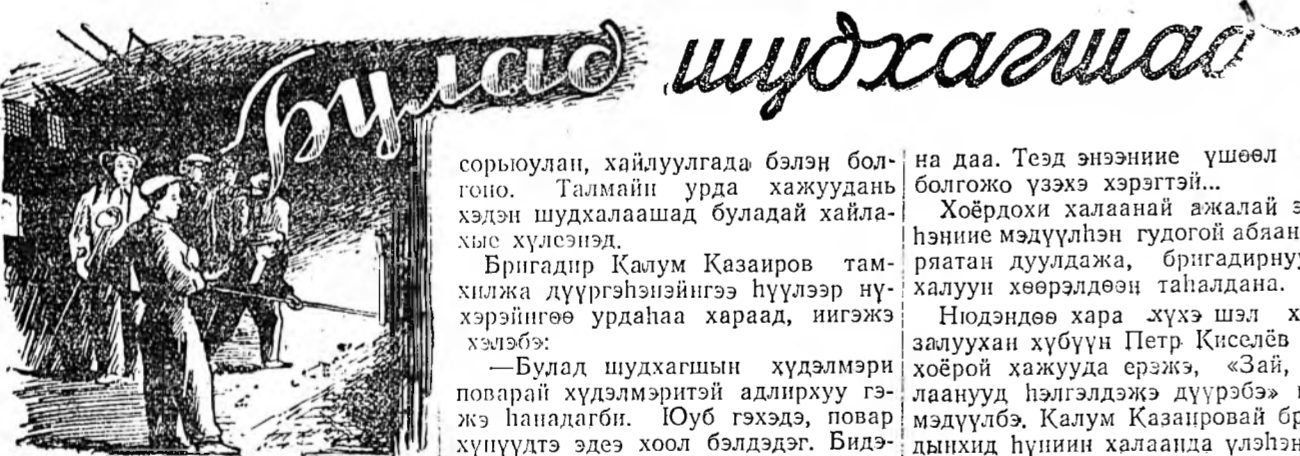 Булад шудхагшад
сорьюулан, хайлуулгада бэлэн бол-
гоно. Талмайн урда хажуудань
хэдэн шудхалаашад буладай хайла-
хые хүлеэнэд.
Бригадир Калум Казаиров там-
хилжа дүүргэһэнэйнгээ һүүлээр нү-
хэрэйнгөө урдаһаа хараад, иигэжэ
хэлэбэ:
—Булад шудхагшын хүдэлмэри
поварай хүдэлмэритэй адлирхуу гэ-
жэ һанадагби. Юуб гэхэдэ, повар
хүнүүдтэ эдеэ хоол бэлдэдэг. Бидэ-
на даа. Теэд энээниие үшөөл
болгожо үзэхэ хэрэгтэй...
Хоёрдохи халаанай ажалай э
һэниие мэдүүлһэн гудогой абяан
ряатан дуулдажа, бригадирну
халуун хөөрэлдөөн таһалдана.
Нюдэндөө хара хүхэ шэл х
залуухан хүбүүн Петр Киселёв
хоёрой хажууда ерэжэ, «Зай,
лаанууд һэлгэлдэжэ дүүрэбэ»
мэдүүлбэ. Калум Казаировай бр
дынхид һүниин халаанда үлэһэн